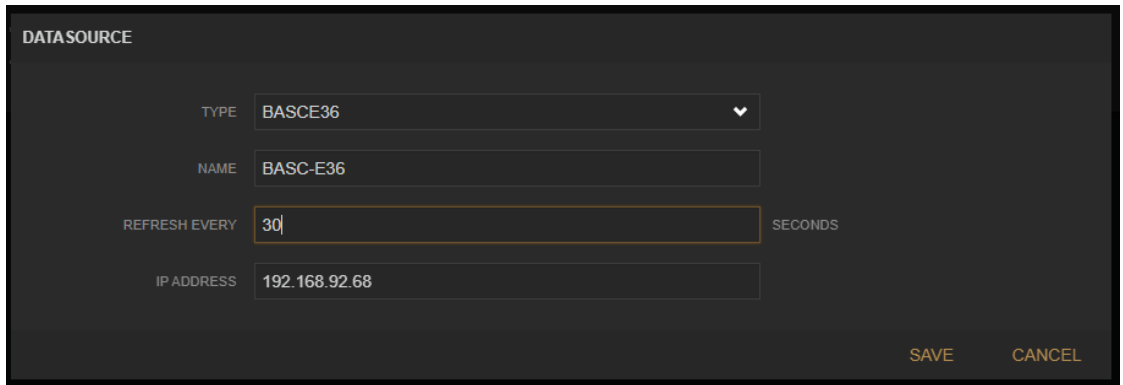 DATASOURCE
TYPE BASCE36
NAME BASC-E36
REFRESH EVERY 30 SECONDS
IP ADDRESS 192.168.92.68
SAVE CANCEL